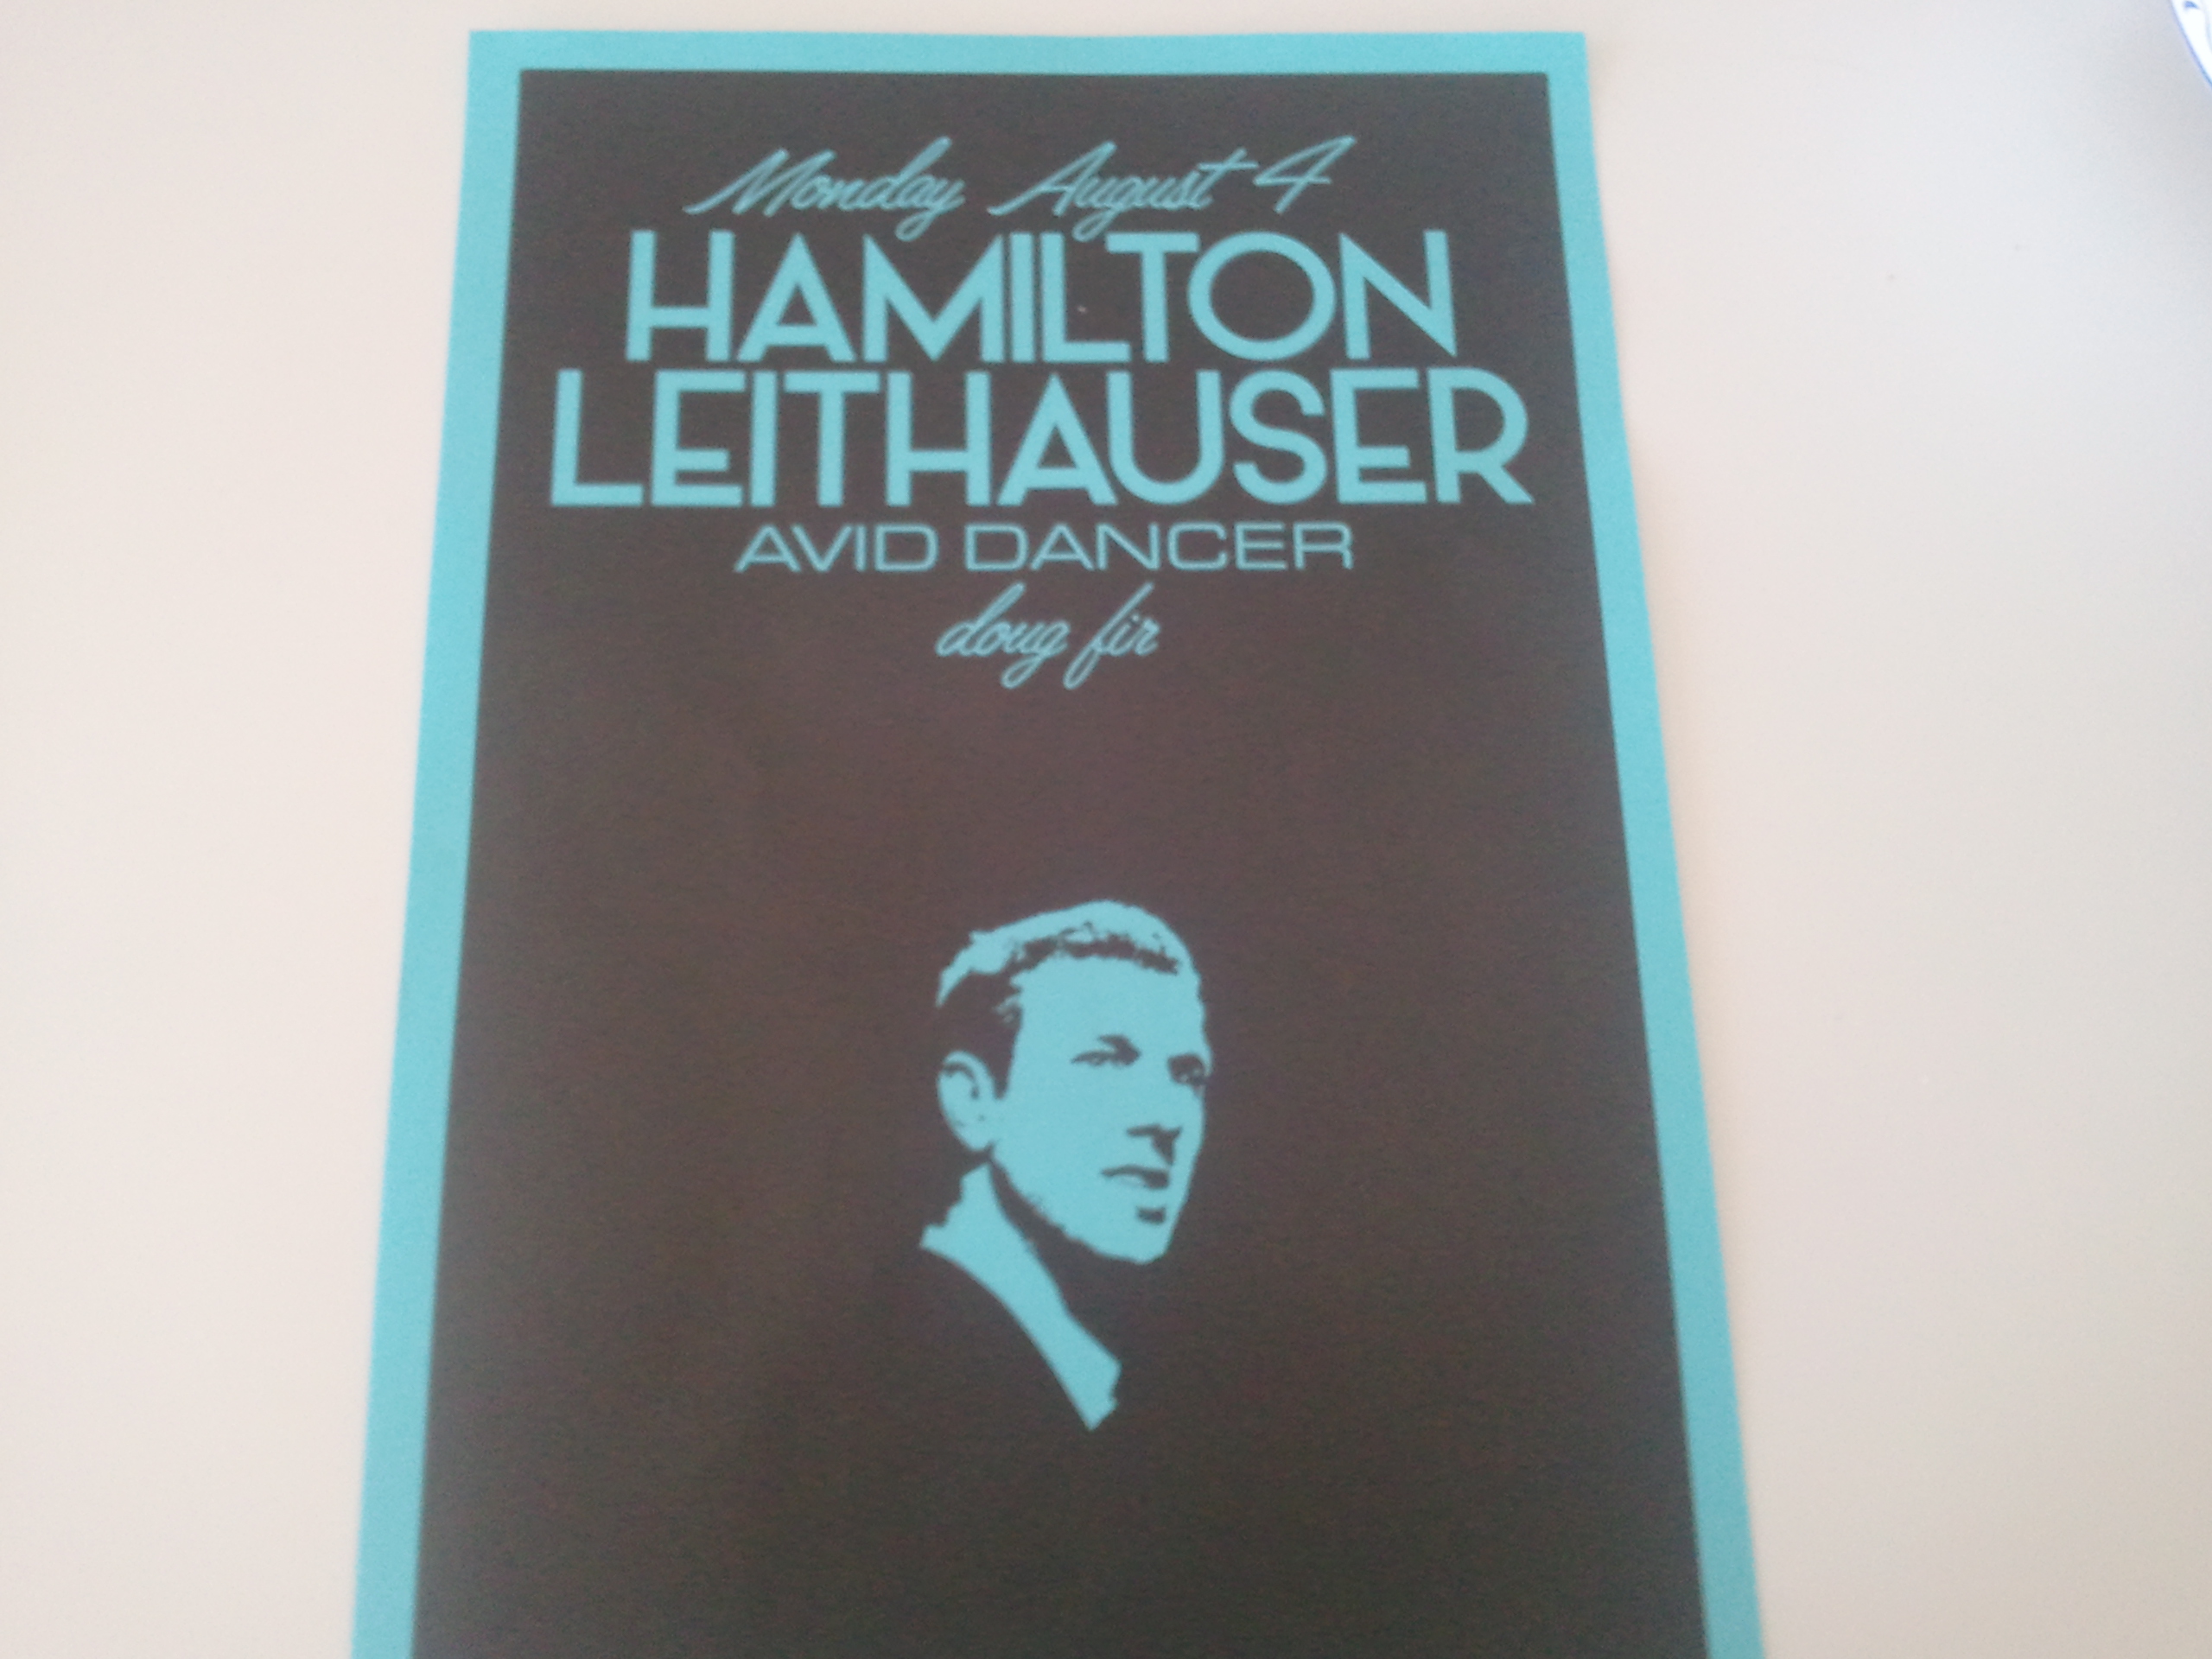 Monday August 4
HAMILTON
LEITHAUSER
AVID DANCER
doug fir